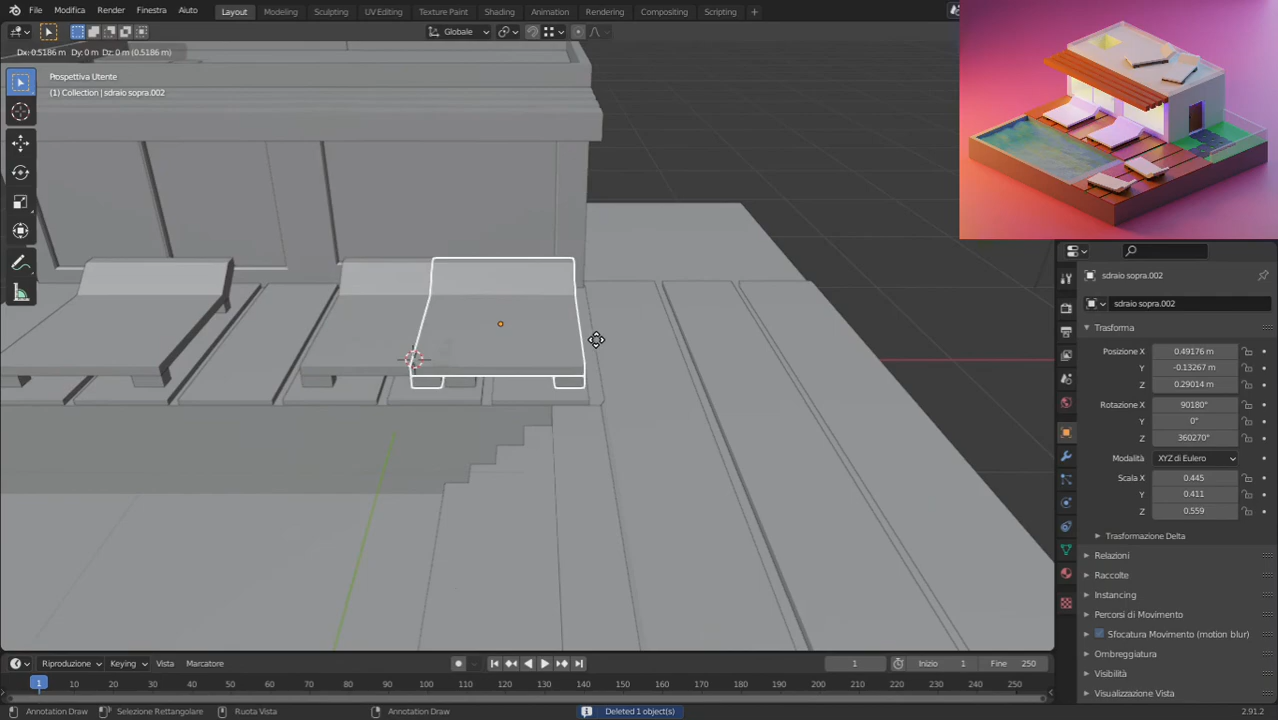 File Modifica Render Finestra Aiuto Layout Modeling Sculpting UV Editing Texture Paint Shading Animation Rendering Compositing Scripting +
Globale
Dx: 0.5186 m Dy: 0 m Dz: 0 m (0.5186 m)
Prospettiva Utente
(1) Collection | sdraio sopra.002
sdraio sopra.002
sdraio sopra.002
Trasforma
Posizione X 0.49176 m
Y -0.13267 m
Z 0.29014 m
Rotazione X 90180°
Y 0°
Z 360270°
Modalità XYZ di Eulero
Scala X 0.445
Y 0.411
Z 0.559
Trasformazione Delta
Relazioni
Raccolte
Instancing
Percorsi di Movimento
Sfocatura Movimento (motion blur)
Ombreggiatura
Visibilità
Visualizzazione Vista
Riproduzione Keying Vista Marcatore 1 Inizio 1 Fine 250
1 10 20 30 40 50 60 70 80 90 100 110 120 130 140 150 160 170 180 190 200 210 220 230 240 250
Annotation Draw Selezione Rettangolare Ruota Vista Annotation Draw Deleted 1 object(s) 2.91.2